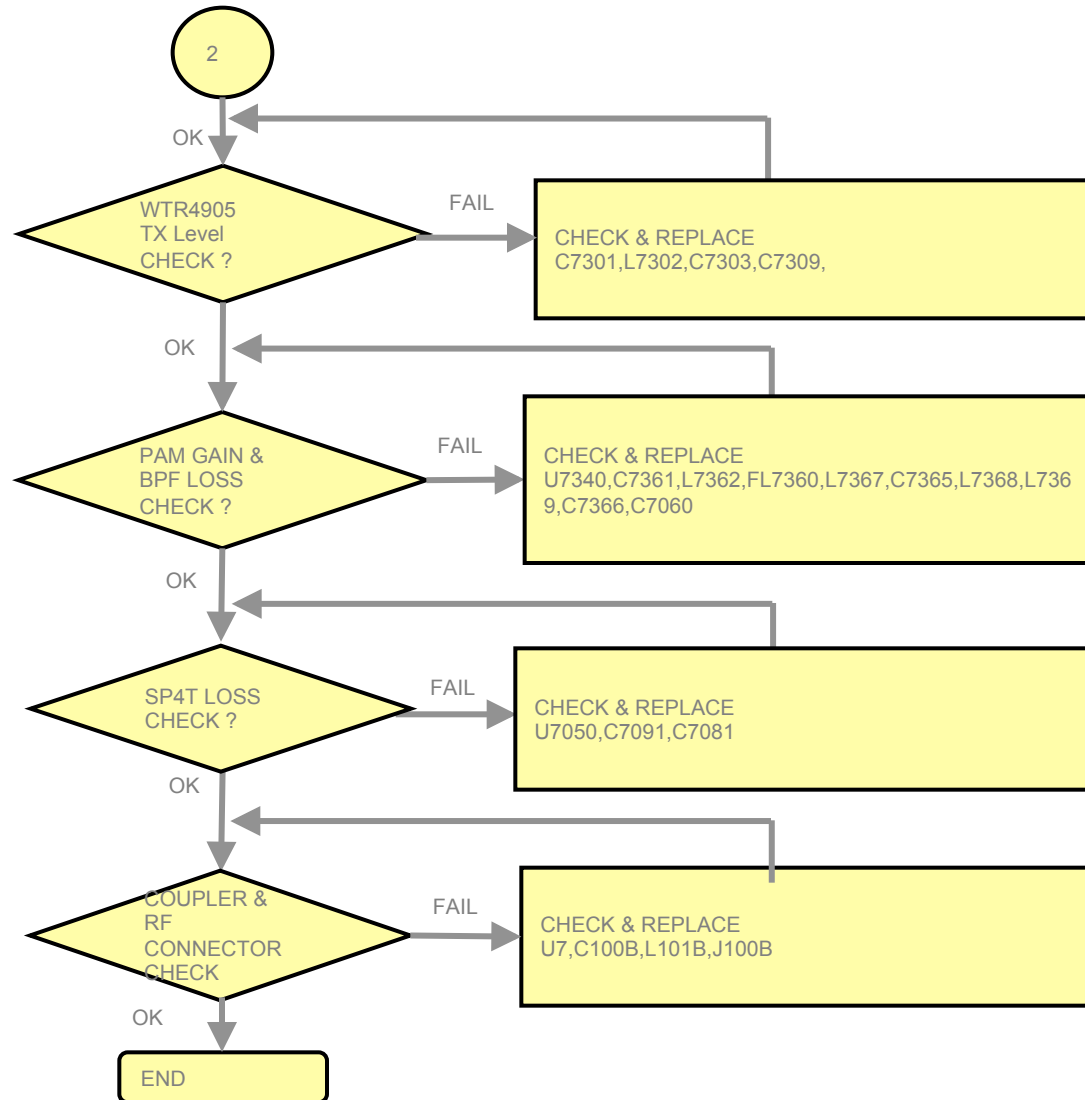 2
OK
WTR4905
TX Level
CHECK ?
FAIL
CHECK & REPLACE
C7301,L7302,C7303,C7309,
OK
PAM GAIN &
BPF LOSS
CHECK ?
FAIL
CHECK & REPLACE
U7340,C7361,L7362,FL7360,L7367,C7365,L7368,L736
9,C7366,C7060
OK
SP4T LOSS
CHECK ?
FAIL
CHECK & REPLACE
U7050,C7091,C7081
OK
COUPLER &
RF
CONNECTOR
CHECK
FAIL
CHECK & REPLACE
U7,C100B,L101B,J100B
OK
END